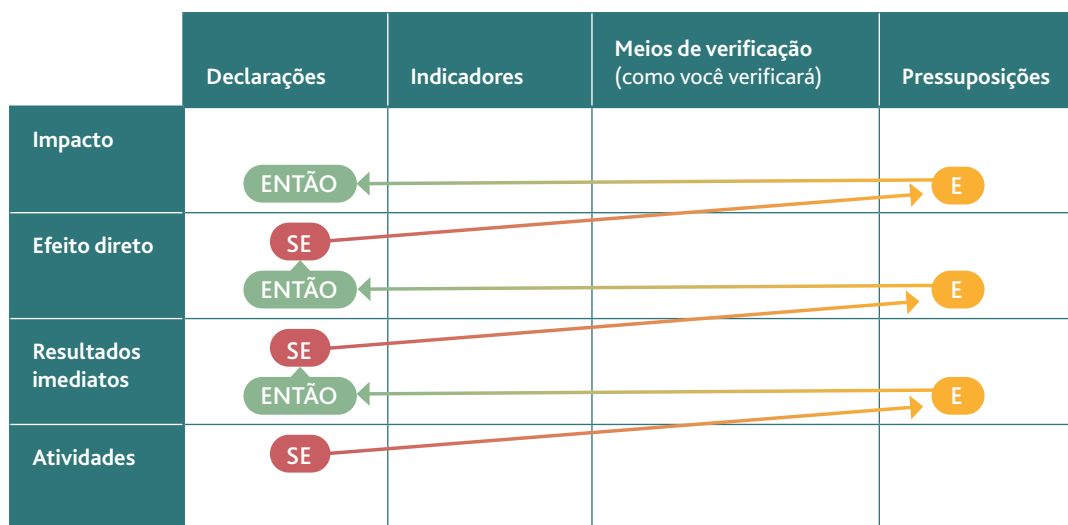 Declarações
Indicadores
Meios de verificação
(como você verificará)
Pressuposições
Impacto
ENTÃO
E
Efeito direto
SE
ENTÃO
E
Resultados
imediatos
SE
ENTÃO
E
Atividades
SE